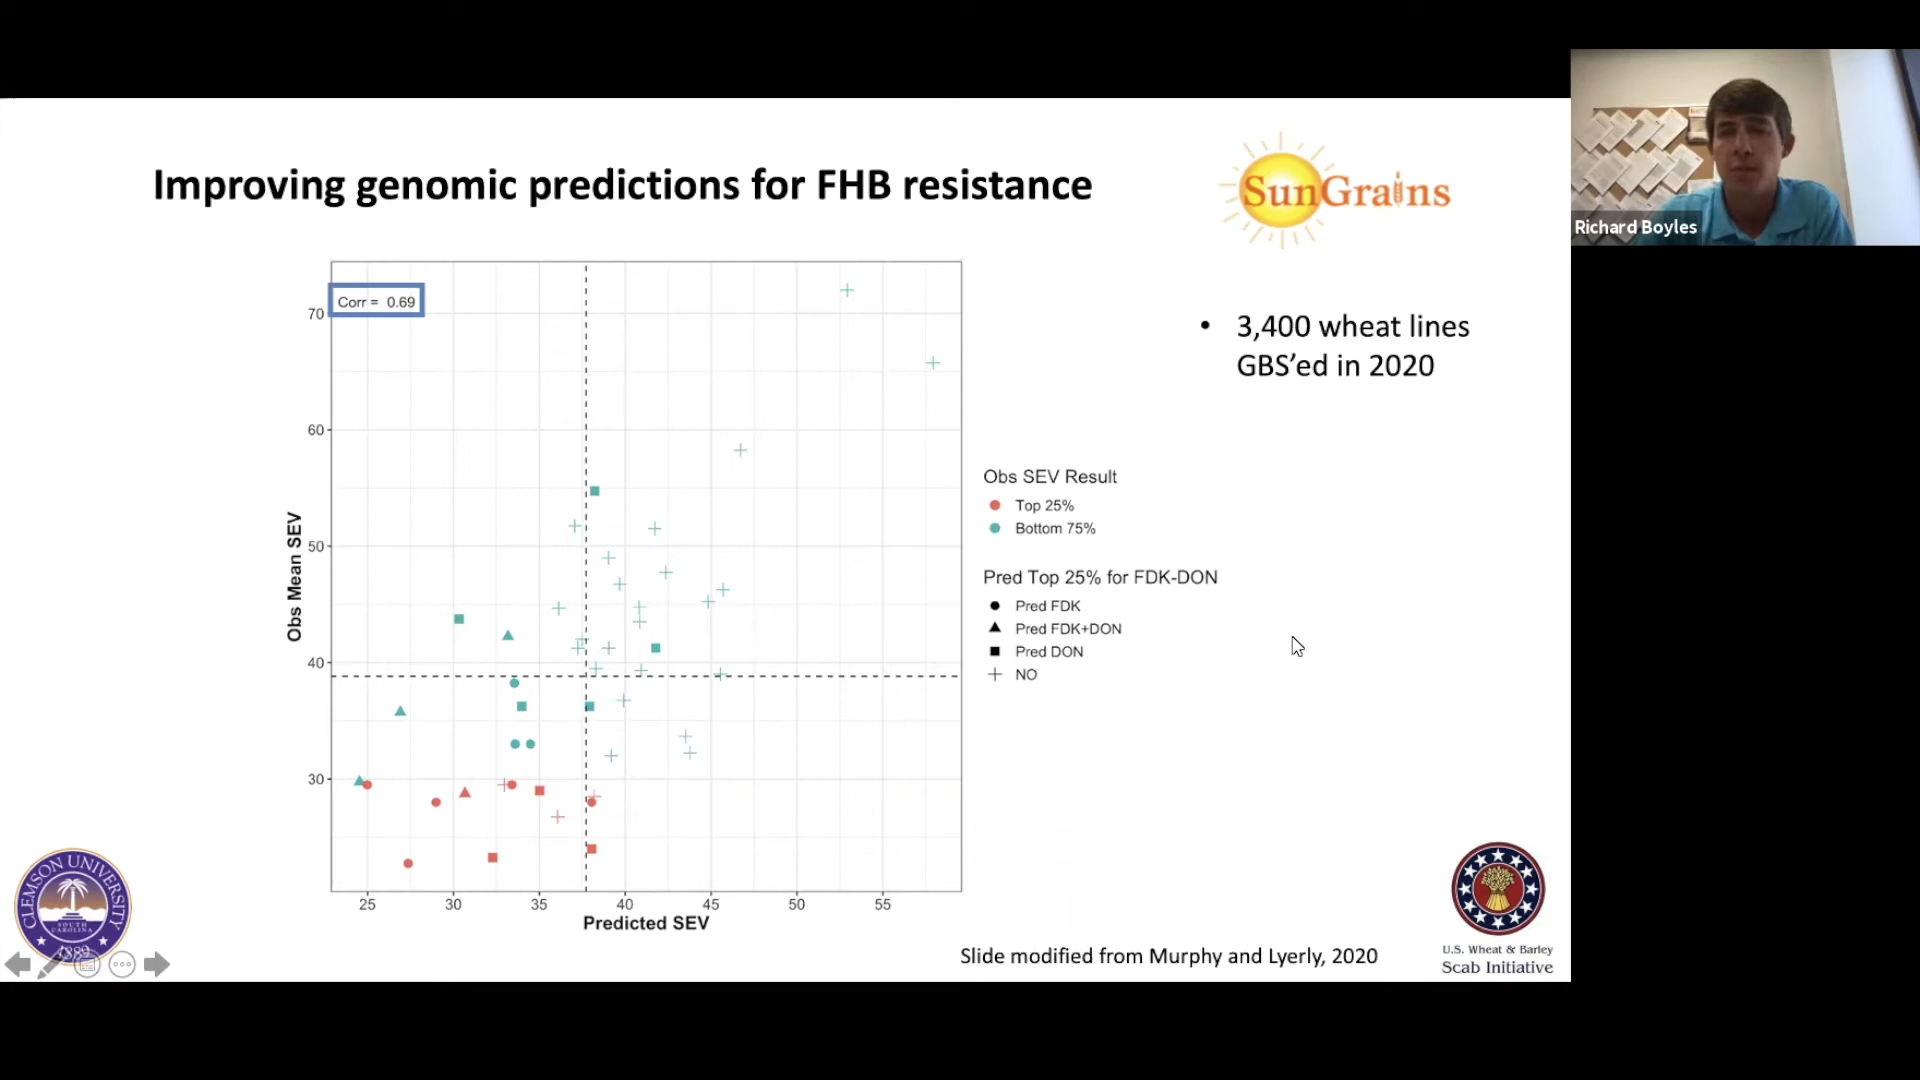 Improving genomic predictions for FHB resistance
SunGrains
Richard Boyles
Corr = 0.69
70
60
50
40
30
Obs Mean SEV
25
30
35
40
45
50
55
Predicted SEV
• 3,400 wheat lines
GBS’ed in 2020
Obs SEV Result
Top 25%
Bottom 75%
Pred Top 25% for FDK-DON
Pred FDK
Pred FDK+DON
Pred DON
NO
CLEMSON UNIVERSITY
SOUTH
CAROLINA
1889
Slide modified from Murphy and Lyerly, 2020
U.S. Wheat & Barley
Scab Initiative